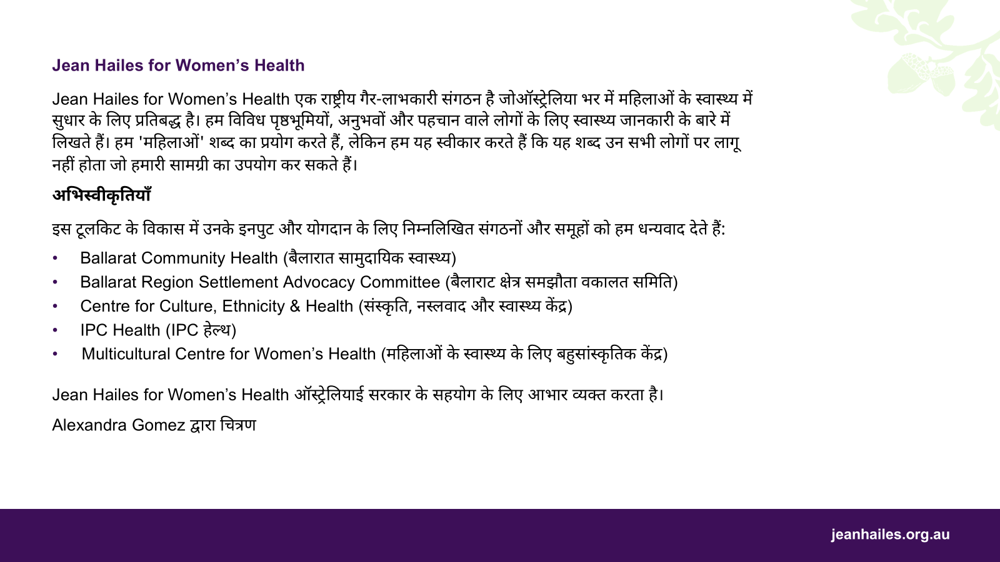 Jean Hailes for Women’s Health
Jean Hailes for Women’s Health एक राष्ट्रीय गैर-लाभकारी संगठन है जोऑस्ट्रेलिया भर में महिलाओं के स्वास्थ्य में
सुधार के लिए प्रतिबद्ध है। हम विविध पृष्ठभूमियों, अनुभवों और पहचान वाले लोगों के लिए स्वास्थ्य जानकारी के बारे में
लिखते हैं। हम 'महिलाओं' शब्द का प्रयोग करते हैं, लेकिन हम यह स्वीकार करते हैं कि यह शब्द उन सभी लोगों पर लागू
नहीं होता जो हमारी सामग्री का उपयोग कर सकते हैं।
अभिस्वीकृतियाँ
इस टूलकिट के विकास में उनके इनपुट और योगदान के लिए निम्नलिखित संगठनों और समूहों को हम धन्यवाद देते हैं:
• Ballarat Community Health (बैलारात सामुदायिक स्वास्थ्य)
• Ballarat Region Settlement Advocacy Committee (बैलाराट क्षेत्र समझौता वकालत समिति)
• Centre for Culture, Ethnicity & Health (संस्कृति, नस्लवाद और स्वास्थ्य केंद्र)
• IPC Health (IPC हेल्थ)
• Multicultural Centre for Women’s Health (महिलाओं के स्वास्थ्य के लिए बहुसांस्कृतिक केंद्र)
Jean Hailes for Women’s Health ऑस्ट्रेलियाई सरकार के सहयोग के लिए आभार व्यक्त करता है।
Alexandra Gomez द्वारा चित्रण
jeanhailes.org.au